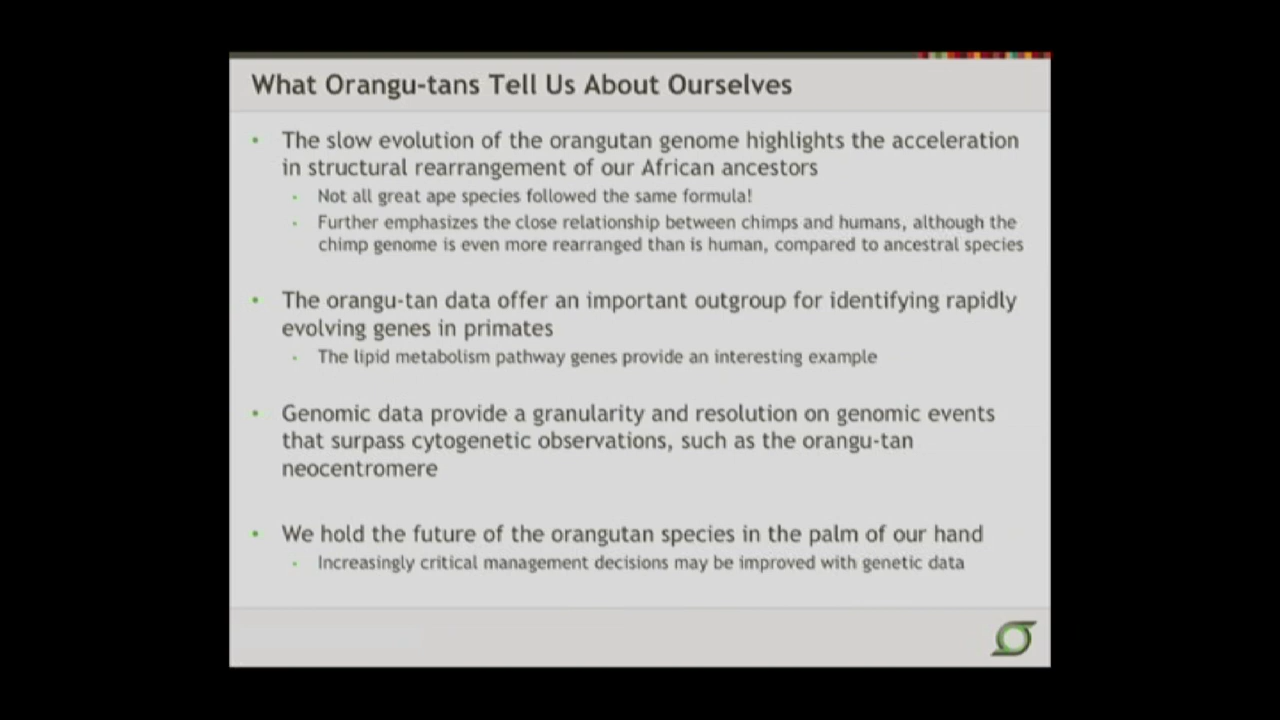 What Orangu-tans Tell Us About Ourselves
• The slow evolution of the orangutan genome highlights the acceleration
in structural rearrangement of our African ancestors
• Not all great ape species followed the same formula!
• Further emphasizes the close relationship between chimps and humans, although the
chimp genome is even more rearranged than is human, compared to ancestral species
• The orangu-tan data offer an important outgroup for identifying rapidly
evolving genes in primates
• The lipid metabolism pathway genes provide an interesting example
• Genomic data provide a granularity and resolution on genomic events
that surpass cytogenetic observations, such as the orangu-tan
neocentromere
• We hold the future of the orangutan species in the palm of our hand
• Increasingly critical management decisions may be improved with genetic data